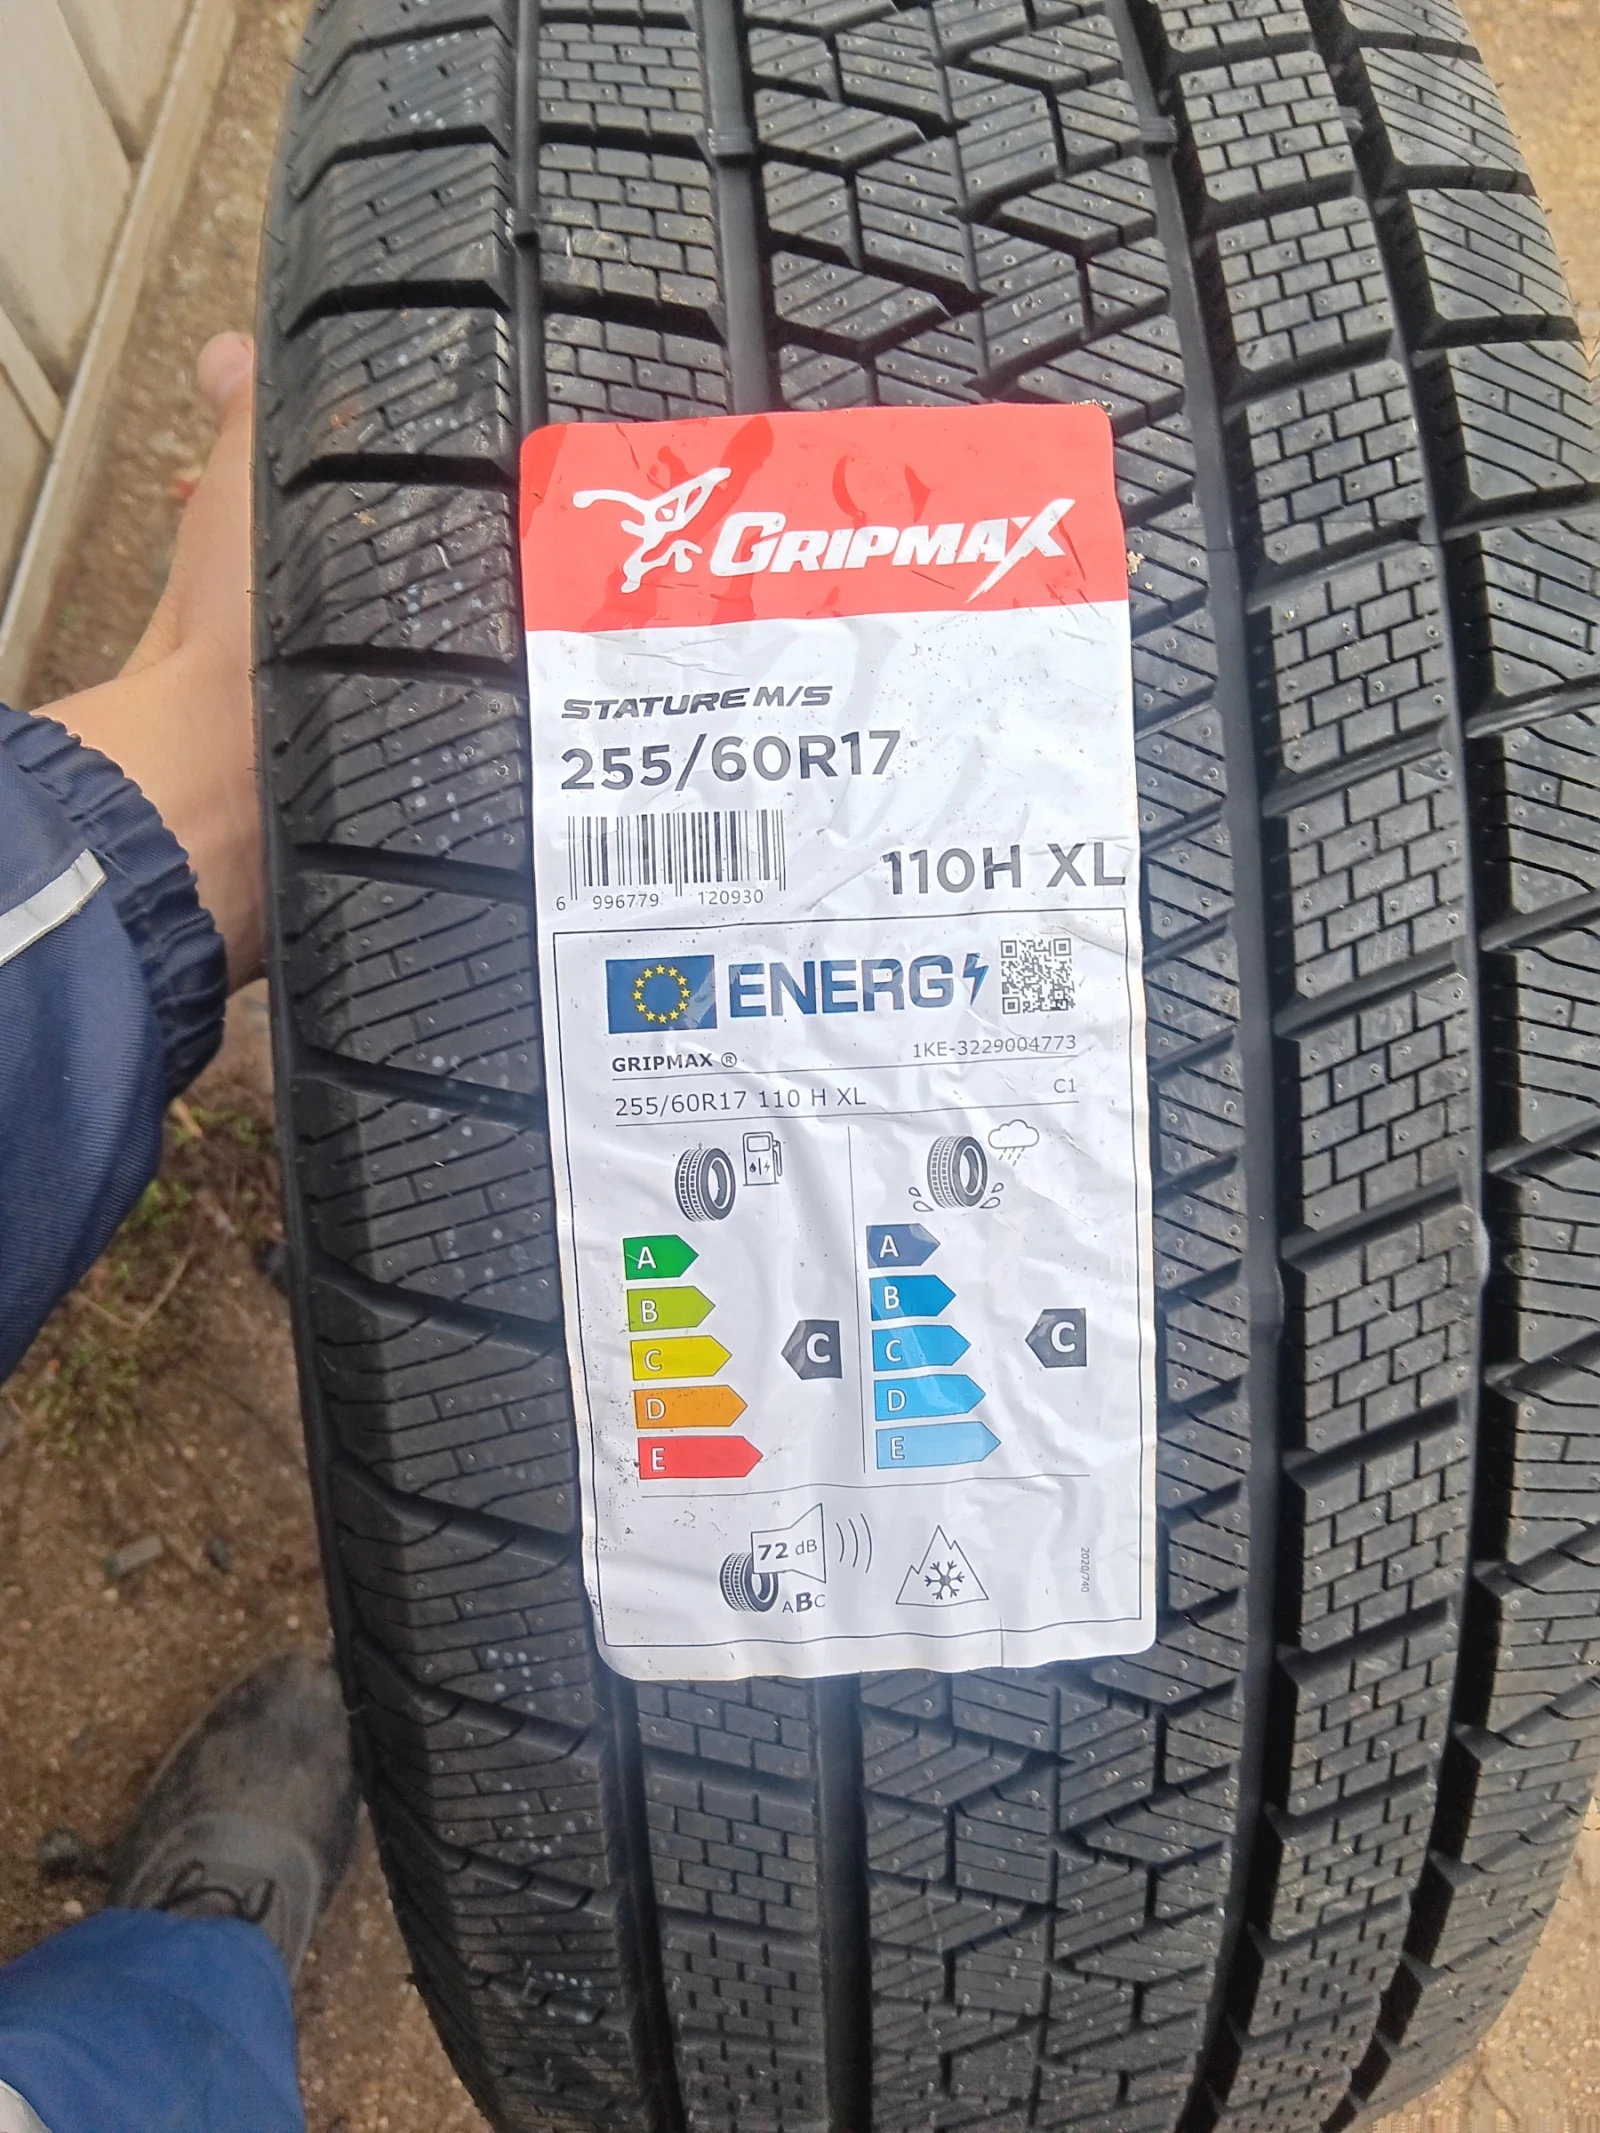 GRIPMAX
STATURE M/S
255/60R17
110H XL
6 996779 120930
ENERG
GRIPMAX ® 1KE-3229004773
255/60R17 110 H XL C1
A A
B B
C C C C
D D
E E
72 dB
ABC
2020/740